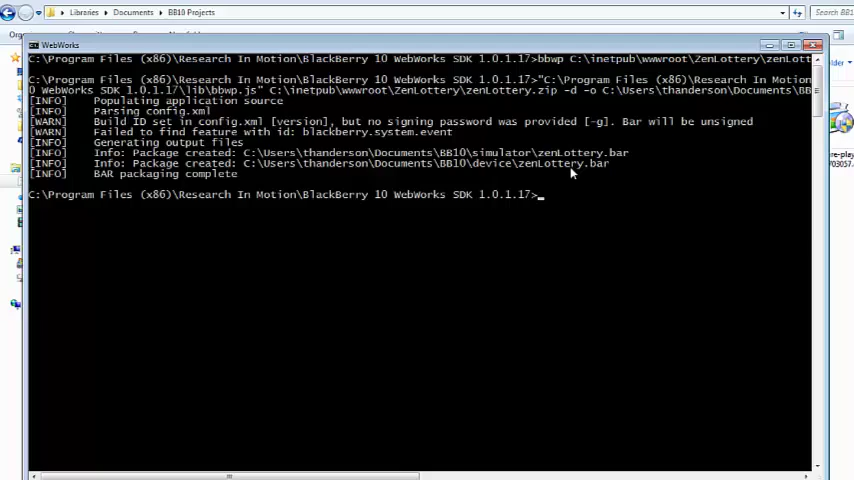 Libraries ▸ Documents ▸ BB10 Projects
Search BB1
WebWorks
C:\Program Files (x86)\Research In Motion\BlackBerry 10 WebWorks SDK 1.0.1.17>bbwp C:\inetpub\wwwroot\ZenLottery\zenLott
C:\Program Files (x86)\Research In Motion\BlackBerry 10 WebWorks SDK 1.0.1.17>"C:\Program Files (x86)\Research In Motion
0 WebWorks SDK 1.0.1.17\lib\bbwp.js" C:\inetpub\wwwroot\ZenLottery\zenLottery.zip -d -o C:\Users\thanderson\Documents\BB
[INFO] Populating application source
[INFO] Parsing config.xml
[WARN] Build ID set in config.xml [version], but no signing password was provided [-g]. Bar will be unsigned
[WARN] Failed to find feature with id: blackberry.system.event
[INFO] Generating output files
[INFO] Info: Package created: C:\Users\thanderson\Documents\BB10\simulator\zenLottery.bar
[INFO] Info: Package created: C:\Users\thanderson\Documents\BB10\device\zenLottery.bar
[INFO] BAR packaging complete
C:\Program Files (x86)\Research In Motion\BlackBerry 10 WebWorks SDK 1.0.1.17>_
older
re-play
703057.